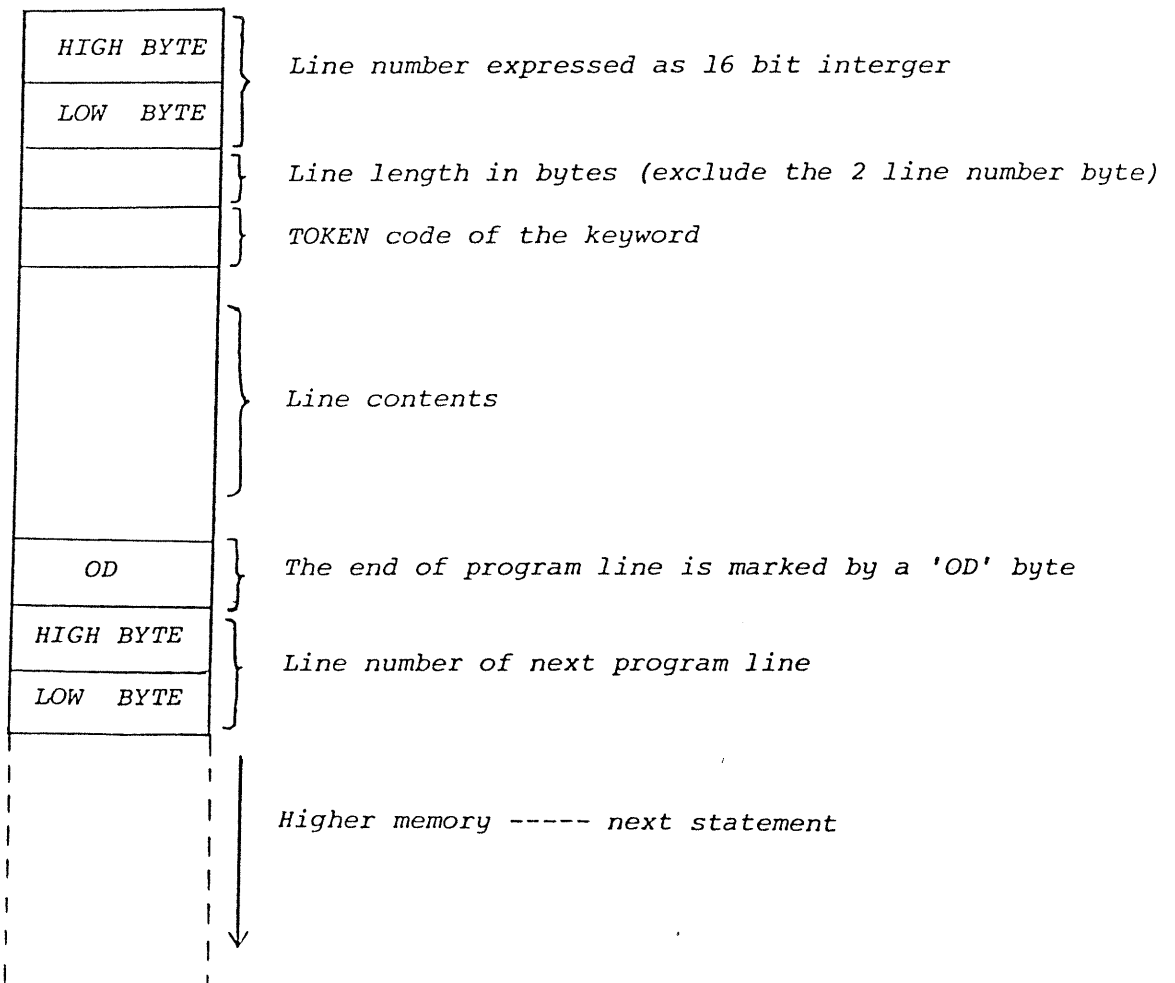 HIGH BYTE
LOW BYTE
Line number expressed as 16 bit interger
Line length in bytes (exclude the 2 line number byte)
TOKEN code of the keyword
Line contents
OD
The end of program line is marked by a 'OD' byte
HIGH BYTE
LOW BYTE
Line number of next program line
Higher memory ----- next statement